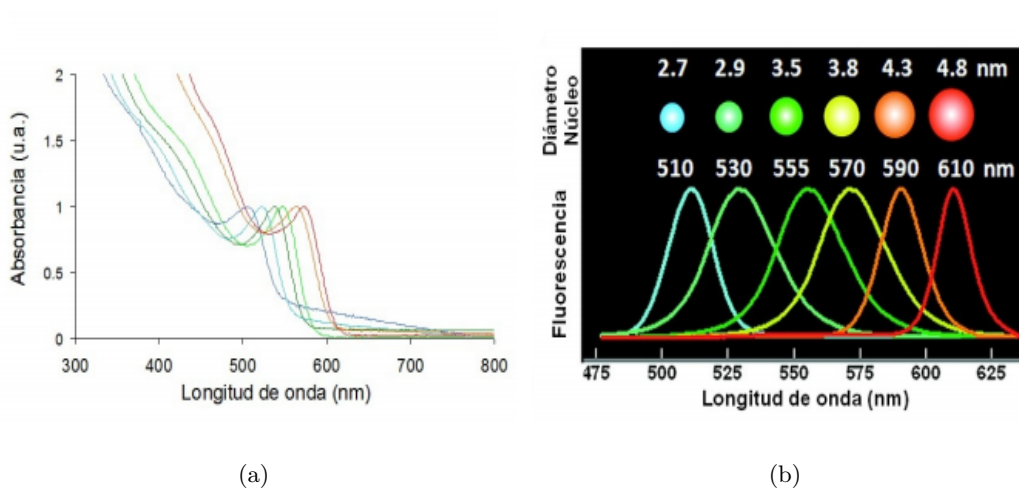 Absorbancia (u.a.)
2
1.5
1
0.5
0
300 400 500 600 700 800
Longitud de onda (nm)
(a)
Diámetro
Núcleo
2.7 2.9 3.5 3.8 4.3 4.8 nm
510 530 555 570 590 610 nm
Fluorescencia
475 500 525 550 575 600 625
Longitud de onda (nm)
(b)